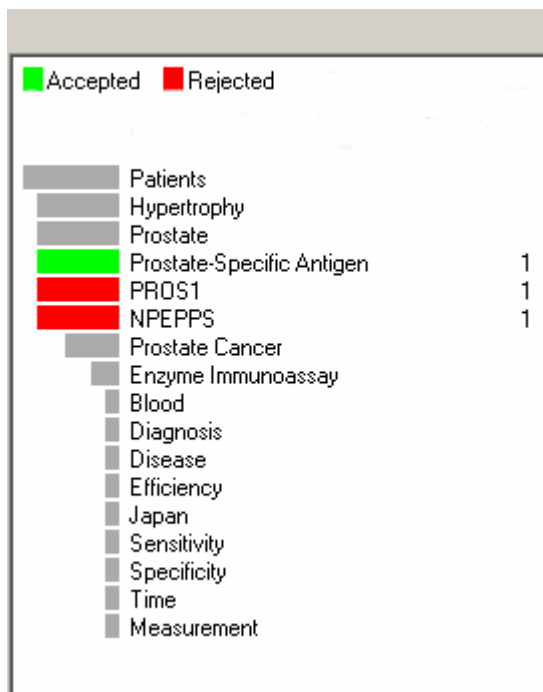 Accepted Rejected
Patients
Hypertrophy
Prostate
Prostate-Specific Antigen 1
PROS1 1
NPEPPS 1
Prostate Cancer
Enzyme Immunoassay
Blood
Diagnosis
Disease
Efficiency
Japan
Sensitivity
Specificity
Time
Measurement